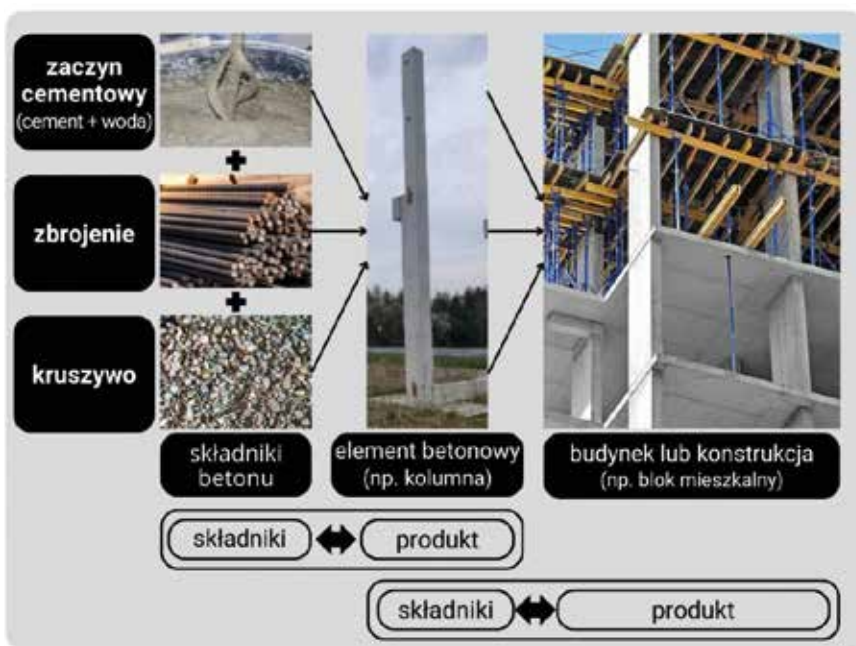 zaczyn
cementowy
(cement + woda)
zbrojenie
kruszywo
składniki
betonu
element betonowy
(np. kolumna)
budynek lub konstrukcja
(np. blok mieszkalny)
składniki
produkt
składniki
produkt